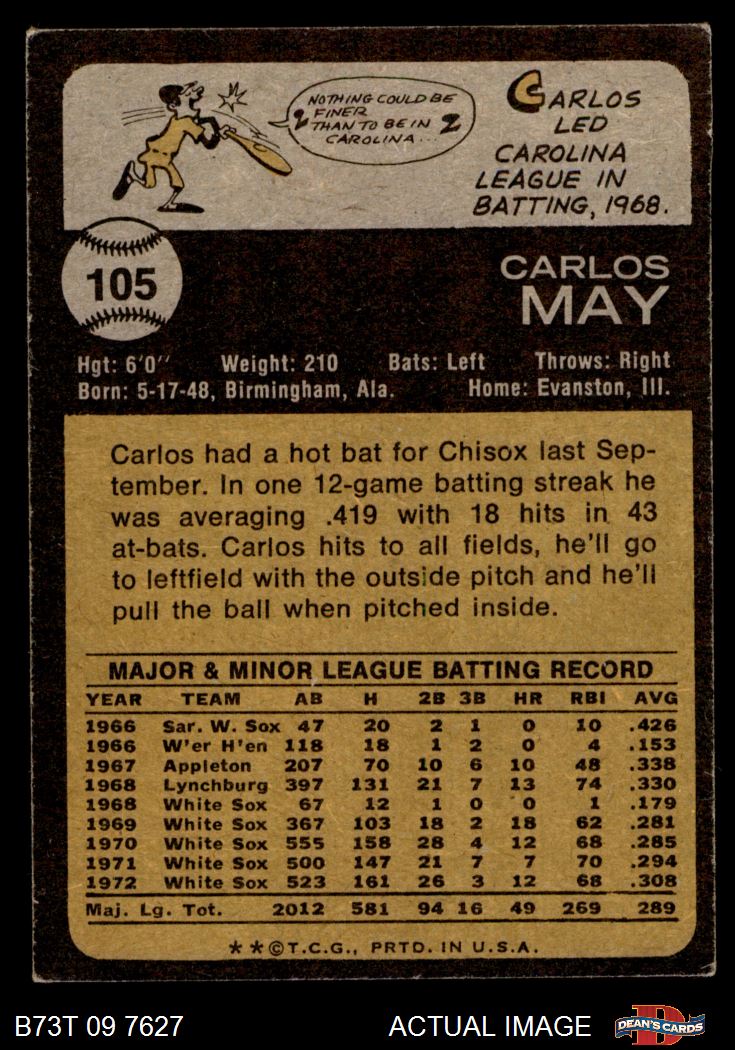 NOTHING COULD BE
FINER
THAN TO BE IN
CAROLINA...
CARLOS
LED
CAROLINA
LEAGUE IN
BATTING, 1968.
105
CARLOS
MAY
Hgt: 6'0" Weight: 210 Bats: Left Throws: Right
Born: 5-17-48, Birmingham, Ala. Home: Evanston, Ill.
Carlos had a hot bat for Chisox last Sep-
tember. In one 12-game batting streak he
was averaging .419 with 18 hits in 43
at-bats. Carlos hits to all fields, he'll go
to leftfield with the outside pitch and he'll
pull the ball when pitched inside.
MAJOR & MINOR LEAGUE BATTING RECORD
YEAR TEAM AB H 2B 3B HR RBI AVG
1966 Sar. W. Sox 47 20 2 1 0 10 .426
1966 W'er H'en 118 18 1 2 0 4 .153
1967 Appleton 207 70 10 6 10 48 .338
1968 Lynchburg 397 131 21 7 13 74 .330
1968 White Sox 67 12 1 0 0 1 .179
1969 White Sox 367 103 18 2 18 62 .281
1970 White Sox 555 158 28 4 12 68 .285
1971 White Sox 500 147 21 7 7 70 .294
1972 White Sox 523 161 26 3 12 68 .308
Maj. Lg. Tot. 2012 581 94 16 49 269 289
**©T.C.G., PRTD. IN U.S.A.
B73T 09 7627 ACTUAL IMAGE DEAN'S CARDS